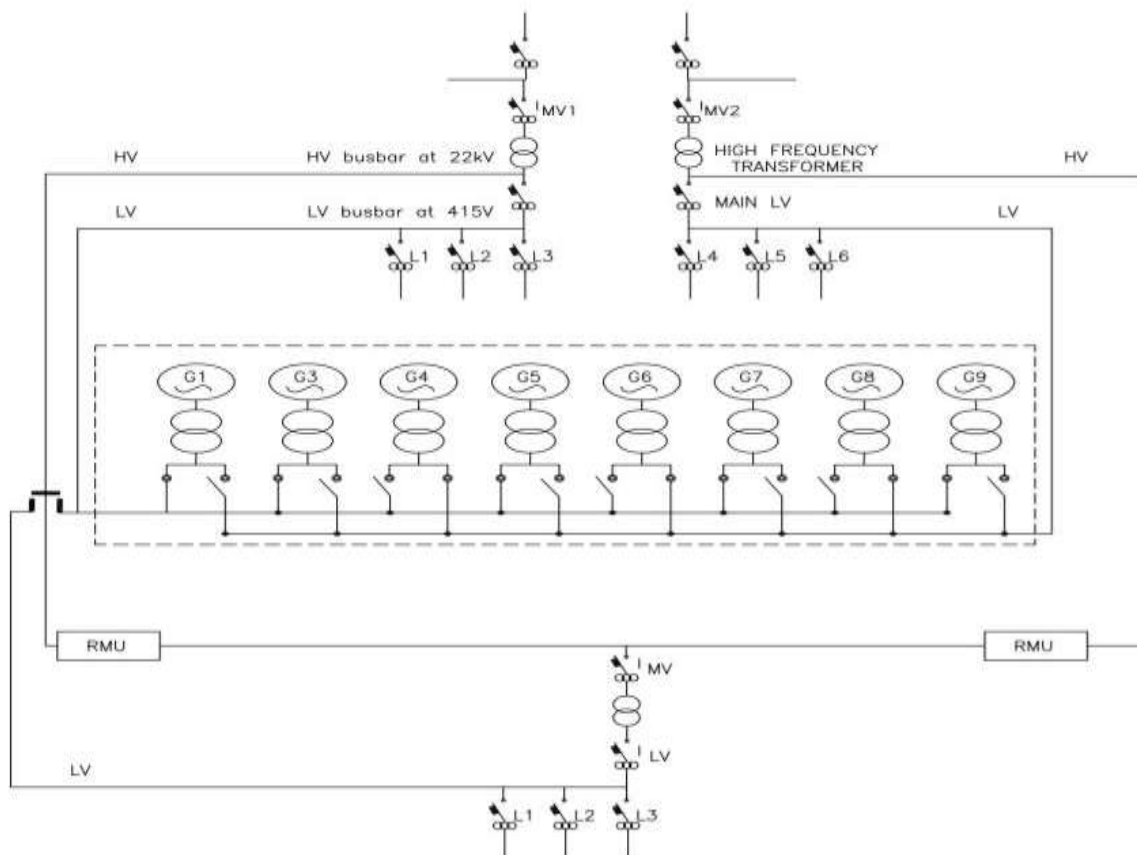 MV1
MV2
HV
HV busbar at 22kV
HIGH FREQUENCY
TRANSFORMER
HV
LV
LV busbar at 415V
MAIN LV
LV
L1
L2
L3
L4
L5
L6
G1
G3
G4
G5
G6
G7
G8
G9
RMU
RMU
MV
LV
LV
L1
L2
L3